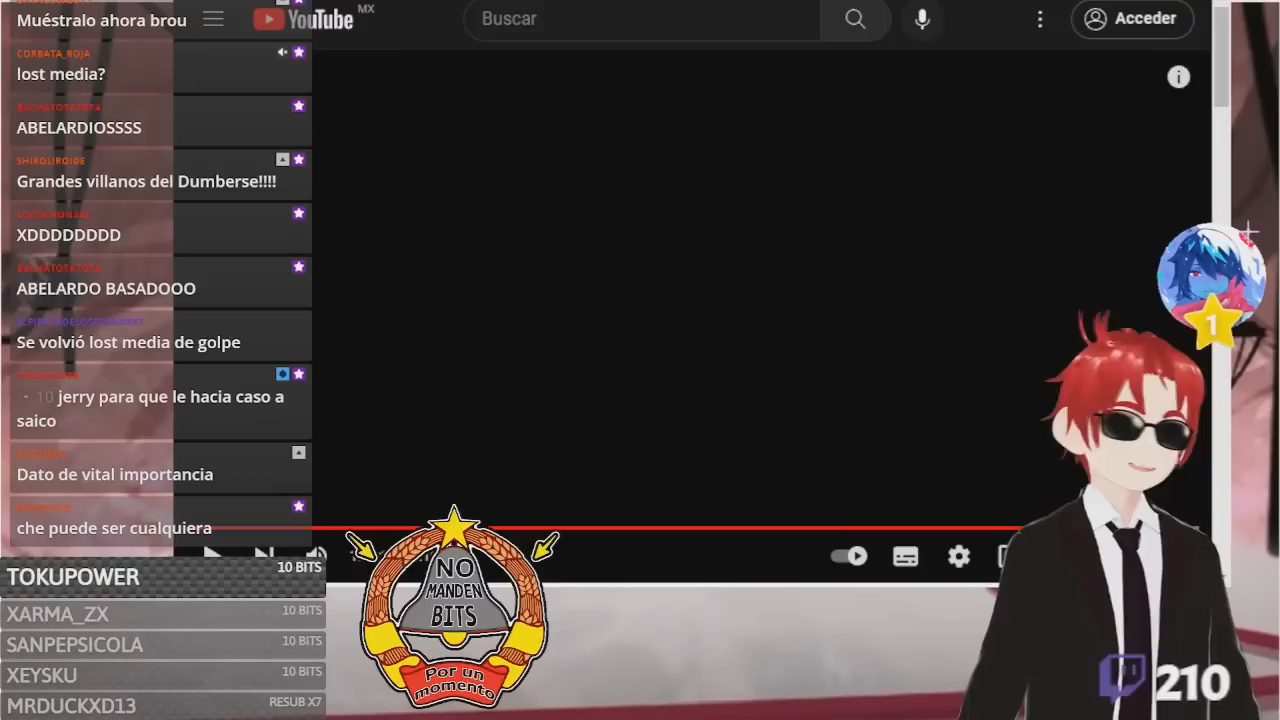 Muéstralo ahora brou
YouTube MX
Buscar
Acceder
CORBATA_ROJA
lost media?
BACHATOTATOTA
ABELARDIOSSSS
SHIROLIROIDE
Grandes villanos del Dumberse!!!!
XDDDDDDDD
BACHATOTATOTA
ABELARDO BASADOOO
Se volvió lost media de golpe
10 jerry para que le hacia caso a
saico
Dato de vital importancia
che puede ser cualquiera
TOKUPOWER 10 BITS
XARMA_ZX 10 BITS
SANPEPSICOLA 10 BITS
XEYSKU 10 BITS
MRDUCKXD13 RESUB X7
NO
MANDEN
BITS
Por un
momento
1
210